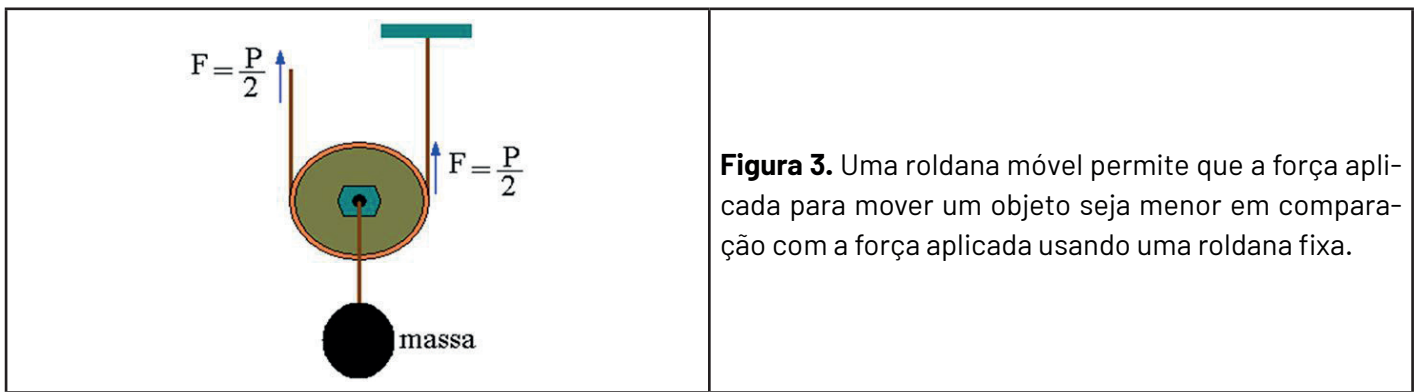 F = P/2
F = P/2
massa
Figura 3. Uma roldana móvel permite que a força apli-
cada para mover um objeto seja menor em compara-
ção com a força aplicada usando uma roldana fixa.